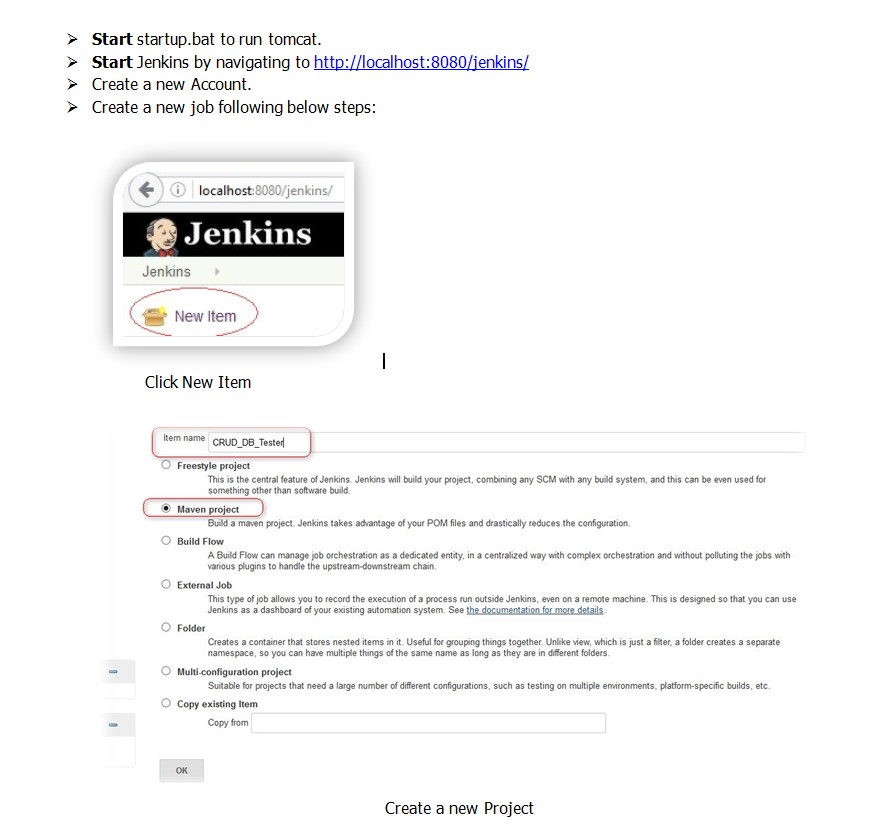 ➢ Start startup.bat to run tomcat.
➢ Start Jenkins by navigating to http://localhost:8080/jenkins/
➢ Create a new Account.
➢ Create a new job following below steps:
localhost:8080/jenkins/
Jenkins
Jenkins
New Item
Click New Item
Item name CRUD_DB_Tester
Freestyle project
This is the central feature of Jenkins. Jenkins will build your project, combining any SCM with any build system, and this can be even used for
something other than software build.
Maven project
Build a maven project. Jenkins takes advantage of your POM files and drastically reduces the configuration.
Build Flow
A Build Flow can manage job orchestration as a dedicated entity, in a centralized way with complex orchestration and without polluting the jobs with
various plugins to handle the upstream-downstream chain.
External Job
This type of job allows you to record the execution of a process run outside Jenkins, even on a remote machine. This is designed so that you can use
Jenkins as a dashboard of your existing automation system. See the documentation for more details.
Folder
Creates a container that stores nested items in it. Useful for grouping things together. Unlike view, which is just a filter, a folder creates a separate
namespace, so you can have multiple things of the same name as long as they are in different folders.
Multi-configuration project
Suitable for projects that need a large number of different configurations, such as testing on multiple environments, platform-specific builds, etc.
Copy existing Item
Copy from
OK
Create a new Project